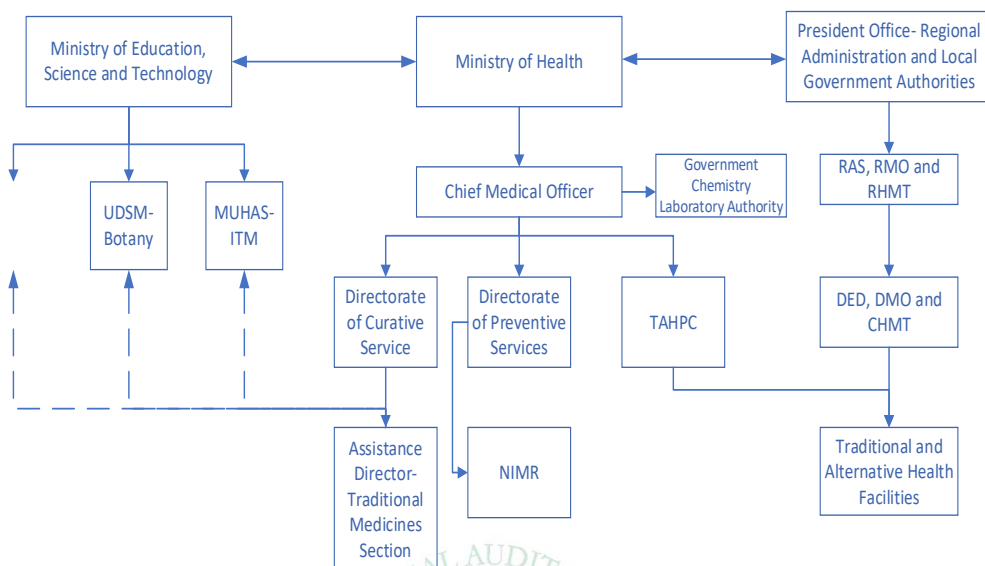 Ministry of Education,
Science and Technology
Ministry of Health
President Office- Regional
Administration and Local
Government Authorities
UDSM-
Botany
MUHAS-
ITM
Chief Medical Officer
Government
Chemistry
Laboratory Authority
RAS, RMO and
RHMT
Directorate
of Curative
Service
Directorate
of Preventive
Services
TAHPC
DED, DMO and
CHMT
Assistance
Director-
Traditional
Medicines
Section
NIMR
Traditional and
Alternative Health
Facilities
AL AUDIT